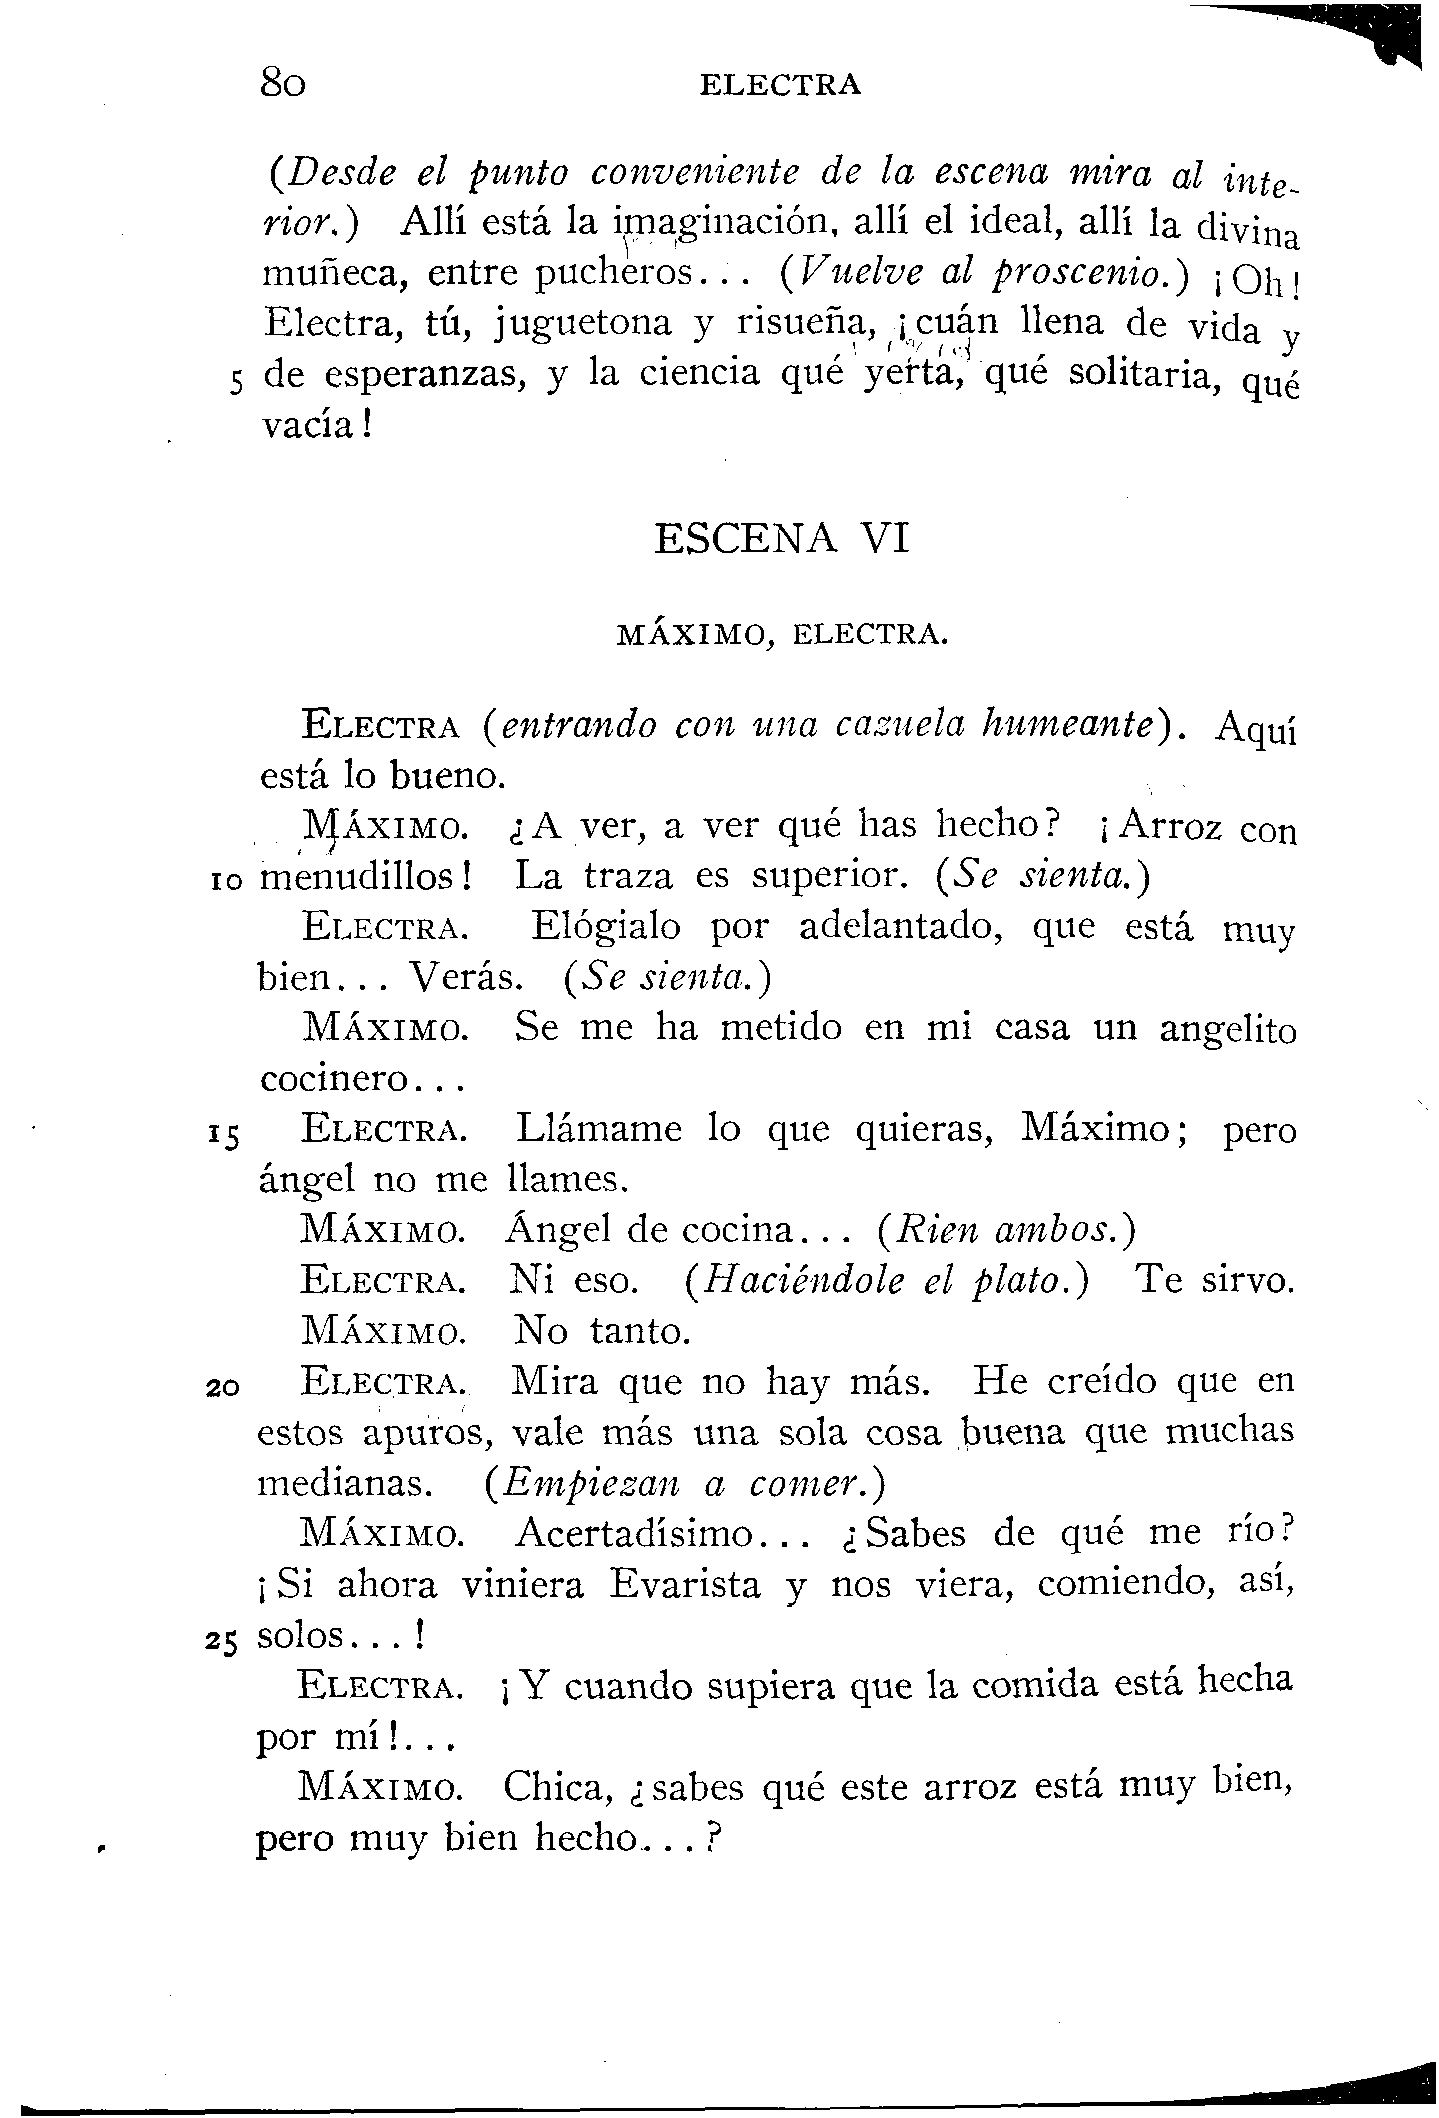 80 ELECTRA
(Desde el punto conveniente de la escena mira al inte-
rior.) Allí está la imaginación, allí el ideal, allí la divina
muñeca, entre pucheros... (Vuelve al proscenio.) ¡Oh!
Electra, tú, juguetona y risueña, ¡cuán llena de vida y
5 de esperanzas, y la ciencia qué yerta, qué solitaria, qué
vacía!
ESCENA VI
MÁXIMO, ELECTRA.
ELECTRA (entrando con una cazuela humeante). Aquí
está lo bueno.
MÁXIMO. ¿A ver, a ver qué has hecho? ¡Arroz con
10 menudillos! La traza es superior. (Se sienta.)
ELECTRA. Elógialo por adelantado, que está muy
bien... Verás. (Se sienta.)
MÁXIMO. Se me ha metido en mi casa un angelito
cocinero...
15 ELECTRA. Llámame lo que quieras, Máximo; pero
ángel no me llames.
MÁXIMO. Ángel de cocina... (Rien ambos.)
ELECTRA. Ni eso. (Haciéndole el plato.) Te sirvo.
MÁXIMO. No tanto.
20 ELECTRA. Mira que no hay más. He creído que en
estos apuros, vale más una sola cosa buena que muchas
medianas. (Empiezan a comer.)
MÁXIMO. Acertadísimo... ¿Sabes de qué me río?
¡Si ahora viniera Evarista y nos viera, comiendo, así,
25 solos...!
ELECTRA. ¡Y cuando supiera que la comida está hecha
por mí!...
MÁXIMO. Chica, ¿sabes qué este arroz está muy bien,
pero muy bien hecho...?